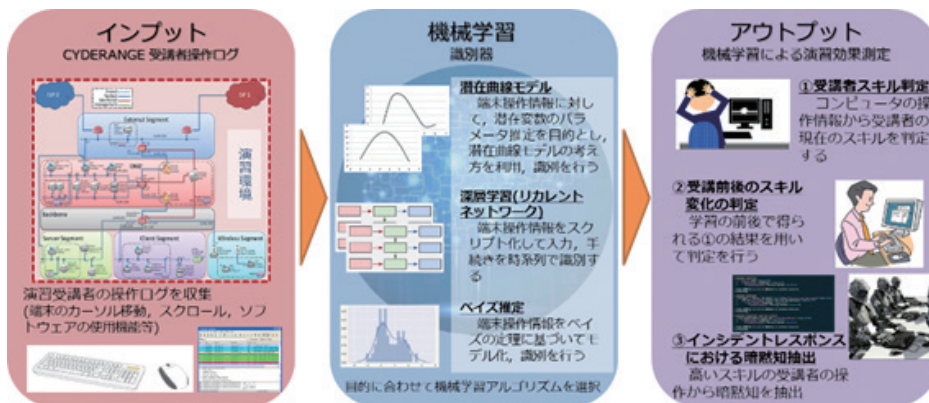 インプット
CYDERANGE 受講者操作ログ
External Segment
演習環境
Backbone
Server Segment
Client Segment
Wireless Segment
演習受講者の操作ログを収集
(端末のカーソル移動，スクロール，ソフ
トウェアの使用機能等)
機械学習
識別器
潜在曲線モデル
端末操作情報に対し
て，潜在変数のパラ
メータ推定を目的とし，
潜在曲線モデルの考え
方を利用，識別を行う
深層学習(リカレント
ネットワーク)
端末操作情報をスク
リプト化して入力，手
続きを時系列で識別す
る
ベイズ推定
端末操作情報をベイ
ズの定理に基づいてモ
デル化，識別を行う
目的に合わせて機械学習アルゴリズムを選択
アウトプット
機械学習による演習効果測定
①受講者スキル判定
コンピュータの操
作情報から受講者の
現在のスキルを判定
する
②受講前後のスキル
変化の判定
学習の前後で得ら
れる①の結果を用い
て判定を行う
③インシデントレスポンス
における暗黙知抽出
高いスキルの受講者の操
作から暗黙知を抽出